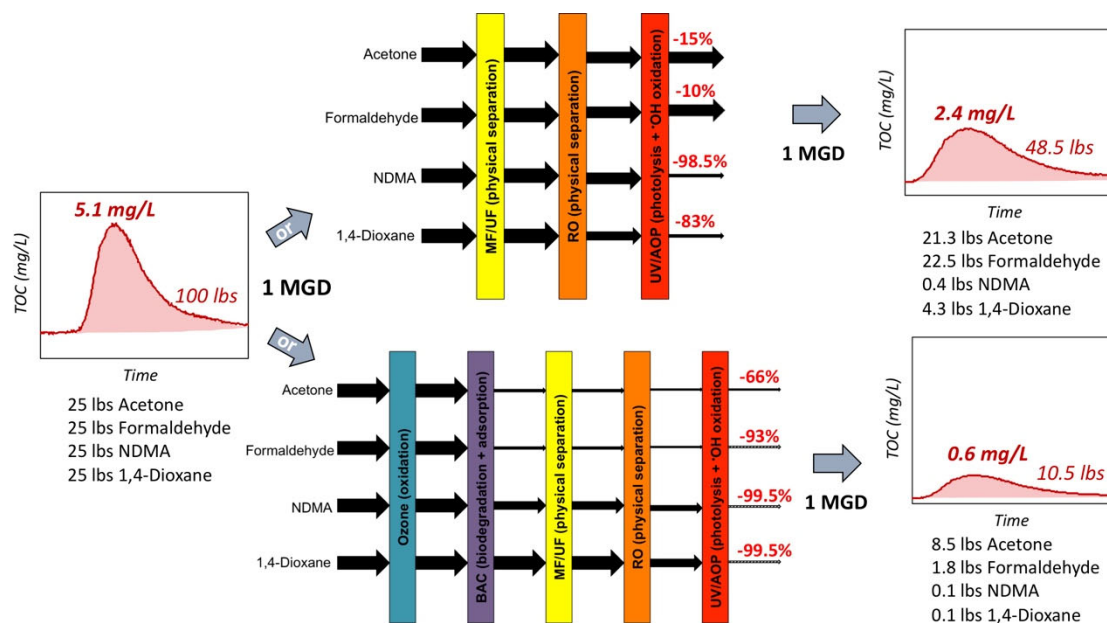 TOC (mg/L)
5.1 mg/L
100 lbs
Time
25 lbs Acetone
25 lbs Formaldehyde
25 lbs NDMA
25 lbs 1,4-Dioxane
or
1 MGD
or
Acetone
Formaldehyde
NDMA
1,4-Dioxane
MF/UF (physical separation)
RO (physical separation)
UV/AOP (photolysis + •OH oxidation)
-15%
-10%
-98.5%
-83%
1 MGD
TOC (mg/L)
2.4 mg/L
48.5 lbs
Time
21.3 lbs Acetone
22.5 lbs Formaldehyde
0.4 lbs NDMA
4.3 lbs 1,4-Dioxane
Acetone
Formaldehyde
NDMA
1,4-Dioxane
Ozone (oxidation)
BAC (biodegradation + adsorption)
MF/UF (physical separation)
RO (physical separation)
UV/AOP (photolysis + •OH oxidation)
-66%
-93%
-99.5%
-99.5%
1 MGD
TOC (mg/L)
0.6 mg/L
10.5 lbs
Time
8.5 lbs Acetone
1.8 lbs Formaldehyde
0.1 lbs NDMA
0.1 lbs 1,4-Dioxane